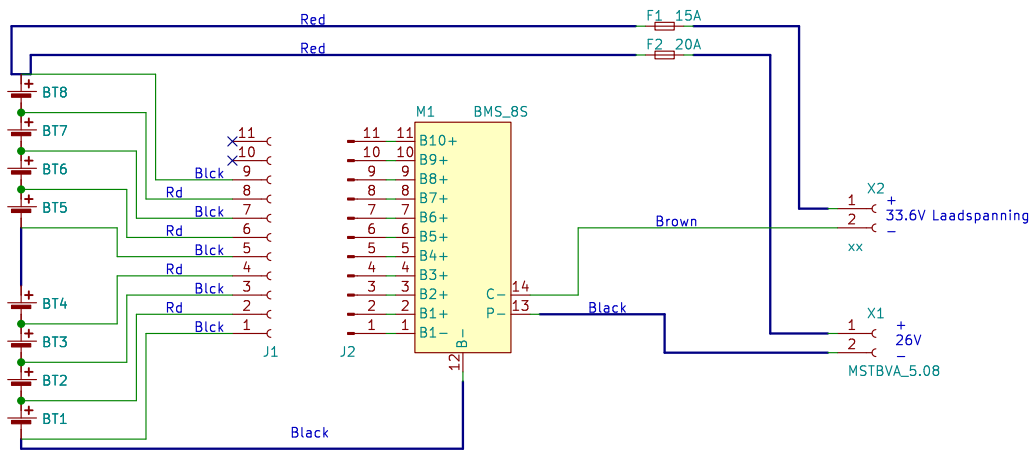 Red
F1 15A
Red
F2 20A
+
BT8
+
BT7
+
BT6
+
BT5
+
BT4
+
BT3
+
BT2
+
BT1
11
10
Blck 9
Rd 8
Blck 7
Rd 6
Blck 5
Rd 4
Blck 3
Rd 2
Blck 1
J1
J2
M1 BMS_8S
11 11 B10+
10 10 B9+
9 9 B8+
8 8 B7+
7 7 B6+
6 6 B5+
5 5 B4+
4 4 B3+
3 3 B2+
2 2 B1+
1 1 B1-
C- 14
P- 13
B-
12
Brown
Black
Black
X2
1 +
33.6V Laadspanning
2 -
xx
X1
1 +
26V
2 -
MSTBVA_5.08